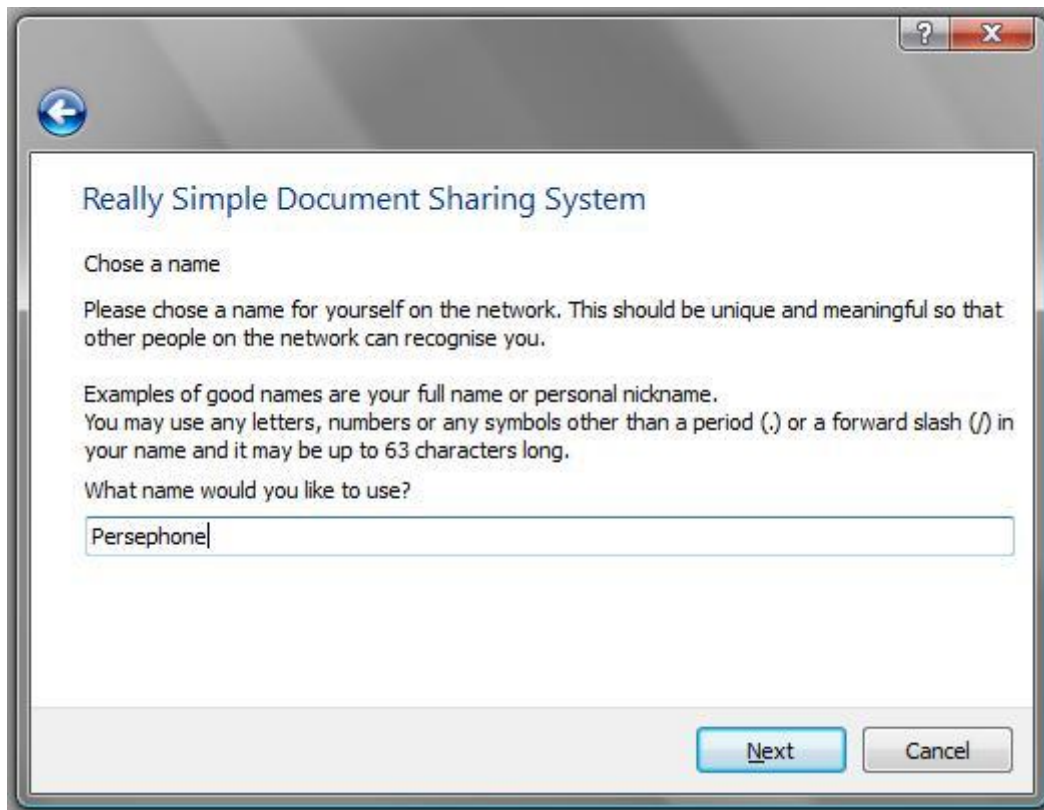 Really Simple Document Sharing System
Chose a name
Please chose a name for yourself on the network. This should be unique and meaningful so that
other people on the network can recognise you.
Examples of good names are your full name or personal nickname.
You may use any letters, numbers or any symbols other than a period (.) or a forward slash (/) in
your name and it may be up to 63 characters long.
What name would you like to use?
Persephone
Next Cancel